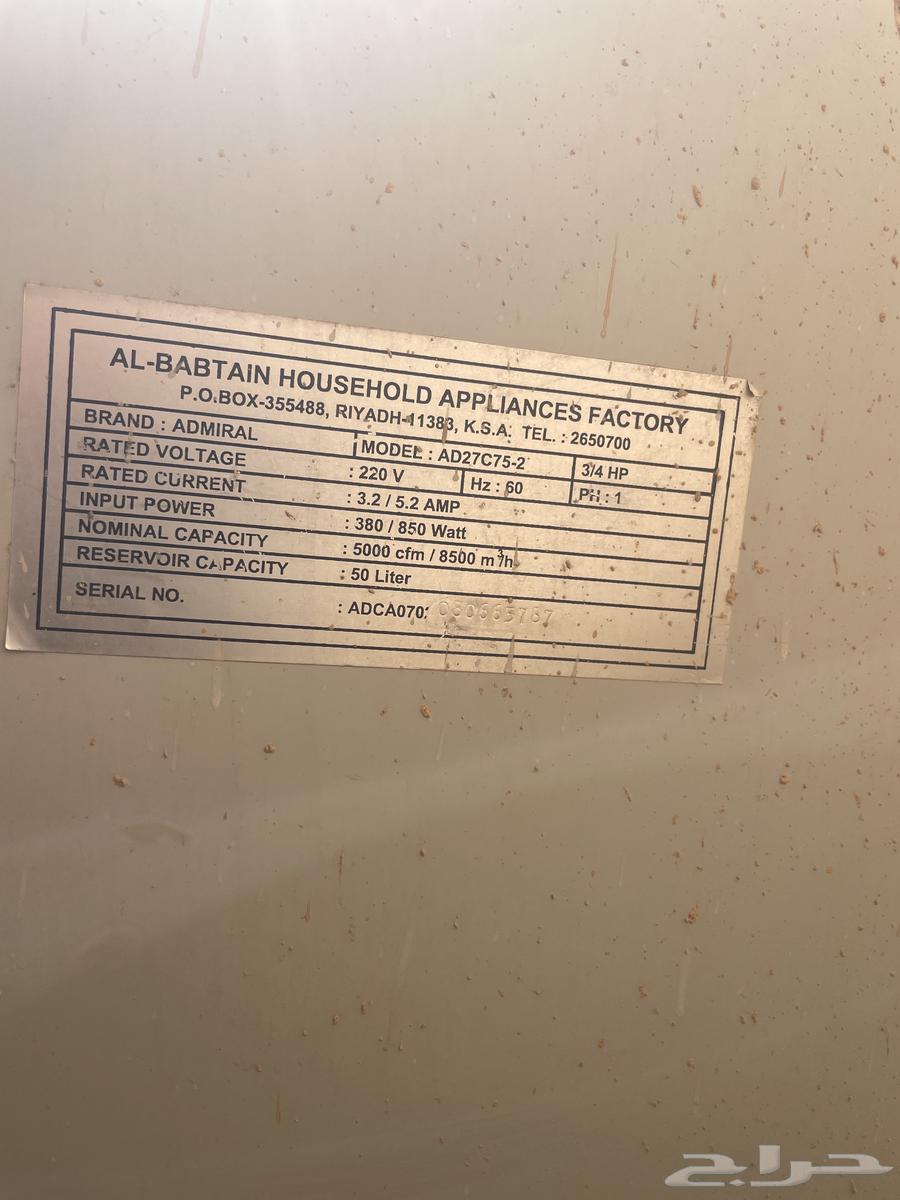 AL-BABTAIN HOUSEHOLD APPLIANCES FACTORY
P.O.BOX-355488, RIYADH-11383, K.S.A. TEL. : 2650700
BRAND : ADMIRAL MODEL : AD27C75-2 3/4 HP
RATED VOLTAGE : 220 V Hz : 60 PH : 1
RATED CURRENT : 3.2 / 5.2 AMP
INPUT POWER : 380 / 850 Watt
NOMINAL CAPACITY : 5000 cfm / 8500 m³/h
RESERVOIR CAPACITY : 50 Liter
SERIAL NO. : ADCA070
حراج